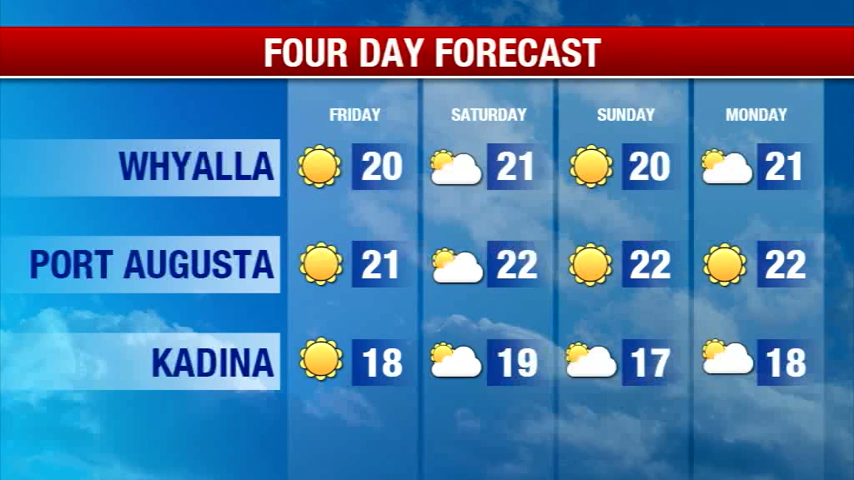 FOUR DAY FORECAST
FRIDAY SATURDAY SUNDAY MONDAY
WHYALLA 20 21 20 21
PORT AUGUSTA 21 22 22 22
KADINA 18 19 17 18